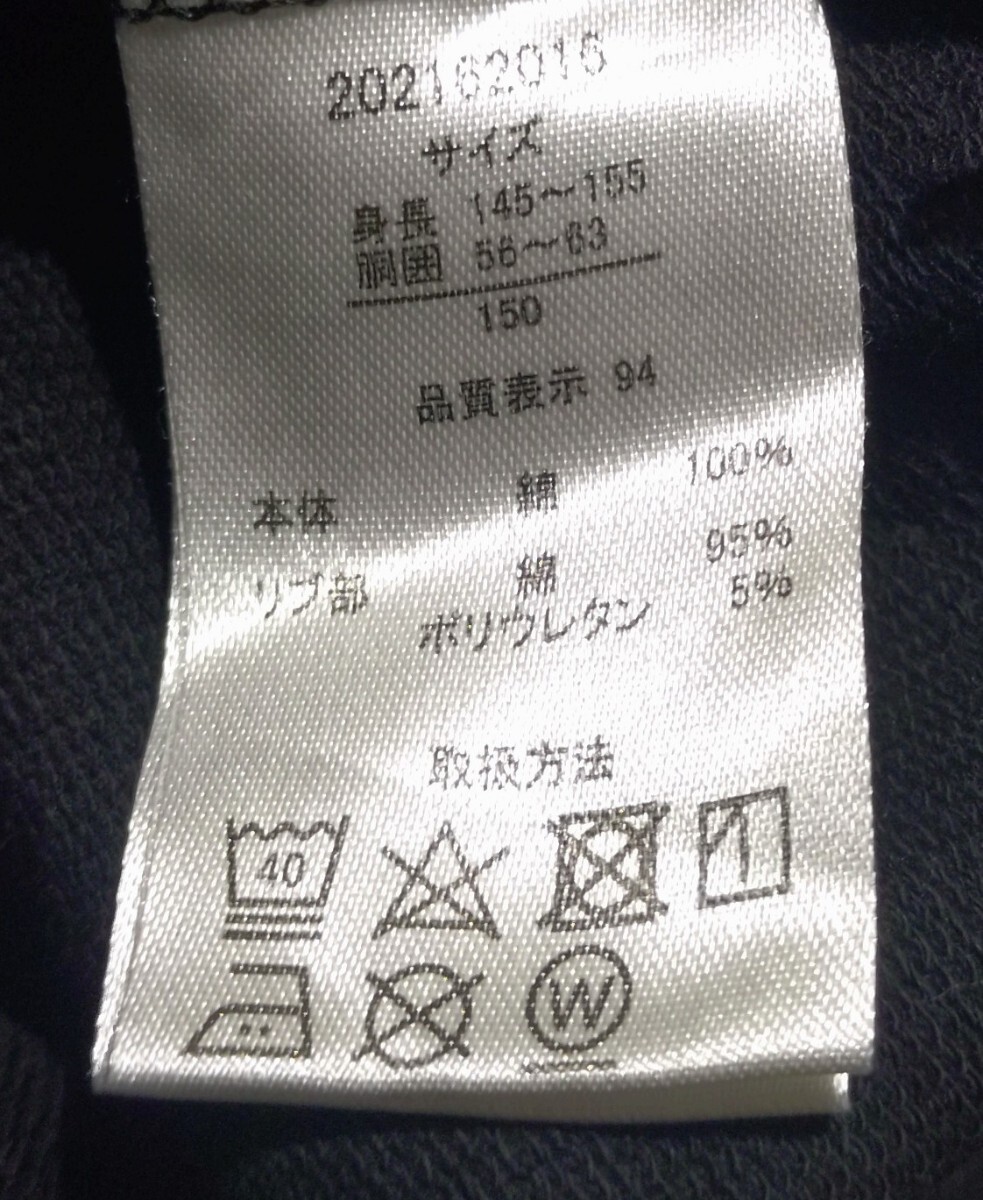 202162016
サイズ
身長 145～155
胴囲 56～63
150
品質表示 94
本体 綿 100%
リブ部 綿 95%
ポリウレタン 5%
取扱方法
40
W